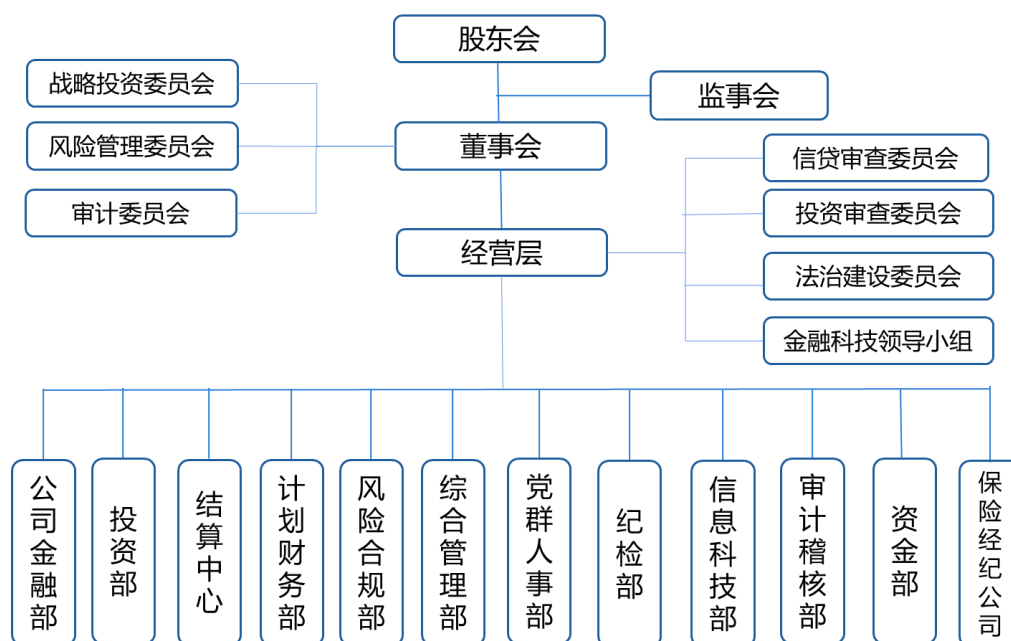 股东会
战略投资委员会
监事会
风险管理委员会
董事会
信贷审查委员会
审计委员会
投资审查委员会
经营层
法治建设委员会
金融科技领导小组
公司金融部
投资部
结算中心
计划财务部
风险合规部
综合管理部
党群人事部
纪检部
信息科技部
审计稽核部
资金部
保险经纪公司